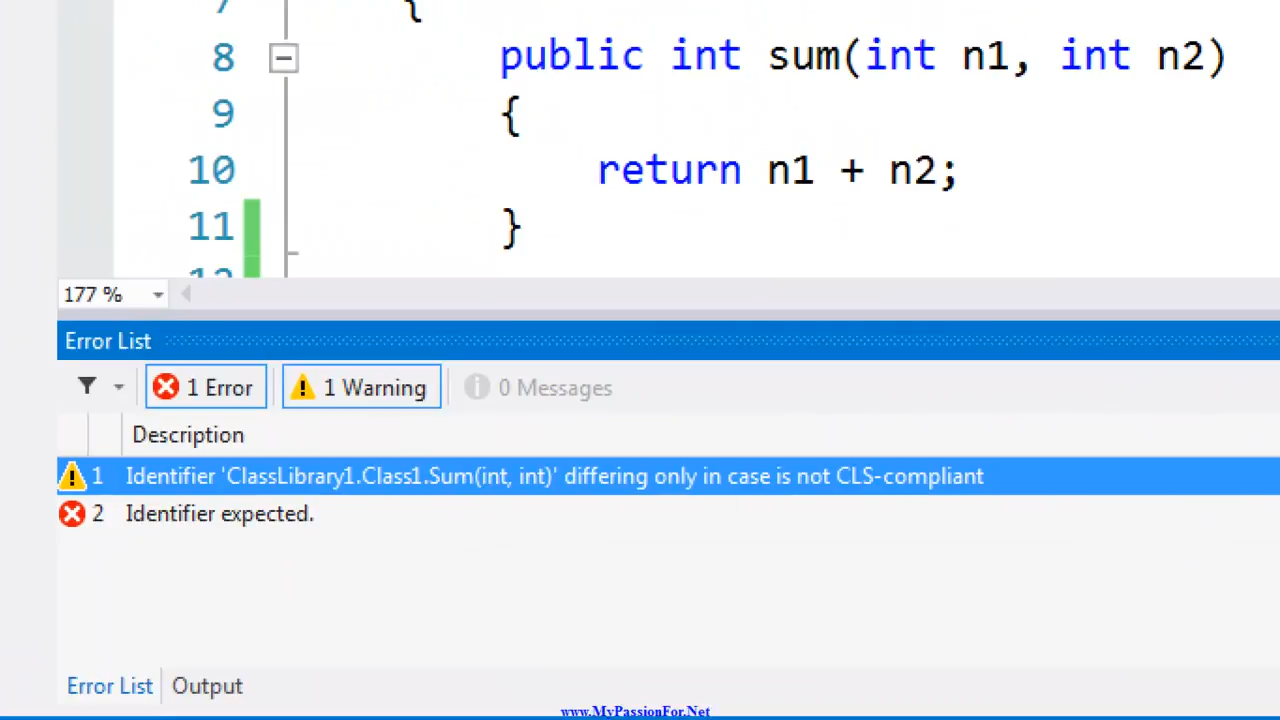 7 {
8 public int sum(int n1, int n2)
9 {
10 return n1 + n2;
11 }
12
177 %
Error List
1 Error 1 Warning 0 Messages
Description
1 Identifier 'ClassLibrary1.Class1.Sum(int, int)' differing only in case is not CLS-compliant
2 Identifier expected.
Error List Output
www.MyPassionFor.Net